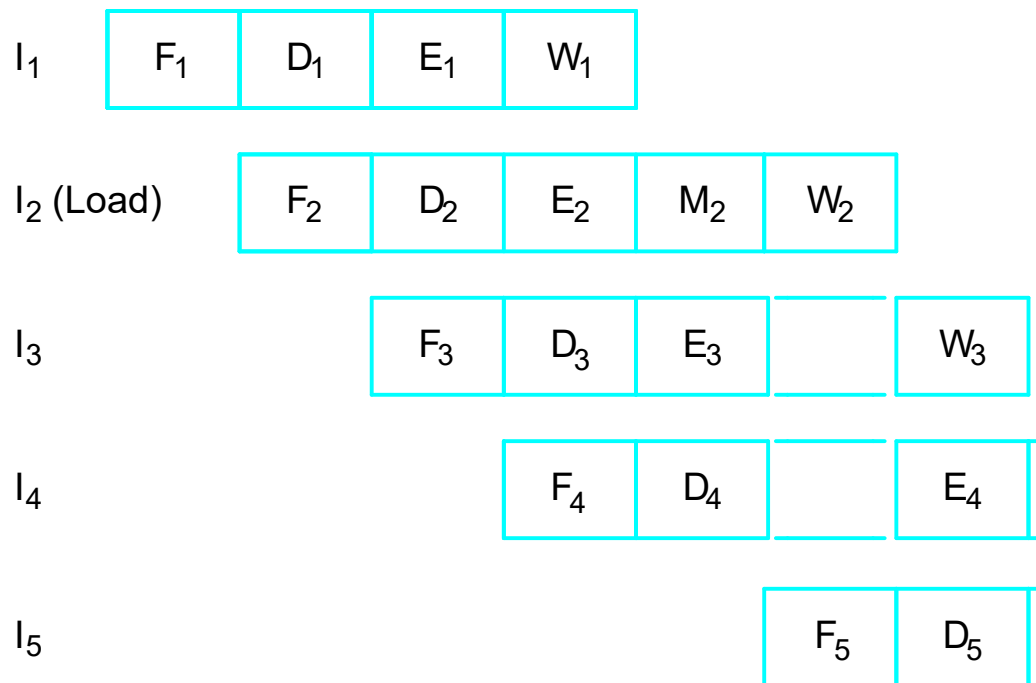 I₁ F₁ D₁ E₁ W₁
I₂ (Load) F₂ D₂ E₂ M₂ W₂
I₃ F₃ D₃ E₃ W₃
I₄ F₄ D₄ E₄
I₅ F₅ D₅